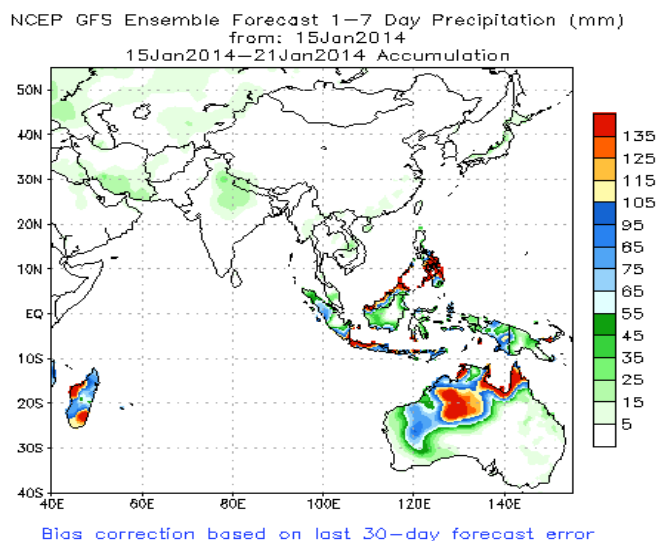 NCEP GFS Ensemble Forecast 1-7 Day Precipitation (mm)
from: 15Jan2014
15Jan2014-21Jan2014 Accumulation
50N
40N
30N
20N
10N
EQ
10S
20S
30S
40S
40E 60E 80E 100E 120E 140E
135
125
115
105
95
65
75
65
55
45
35
25
15
5
Bias correction based on last 30-day forecast error